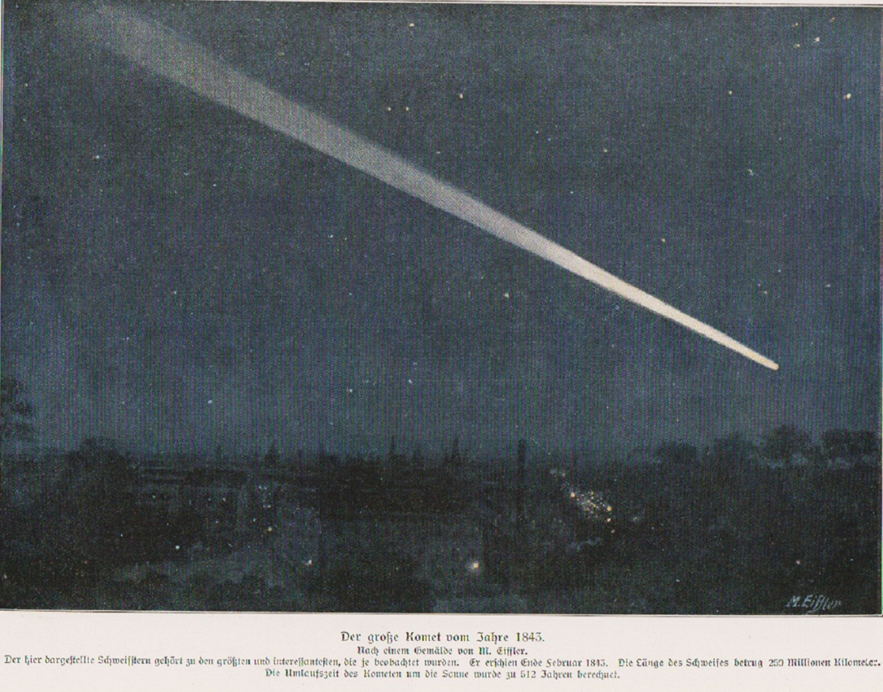 M. Eiffler
Der große Komet vom Jahre 1843.
Nach einem Gemälde von M. Eiffler.
Der hier dargestellte Schweifstern gehört zu den größten und interessantesten, die je beobachtet wurden. Er erschien Ende Februar 1843. Die Länge des Schweifes betrug 250 Millionen Kilometer.
Die Umlaufszeit des Kometen um die Sonne wurde zu 512 Jahren berechnet.